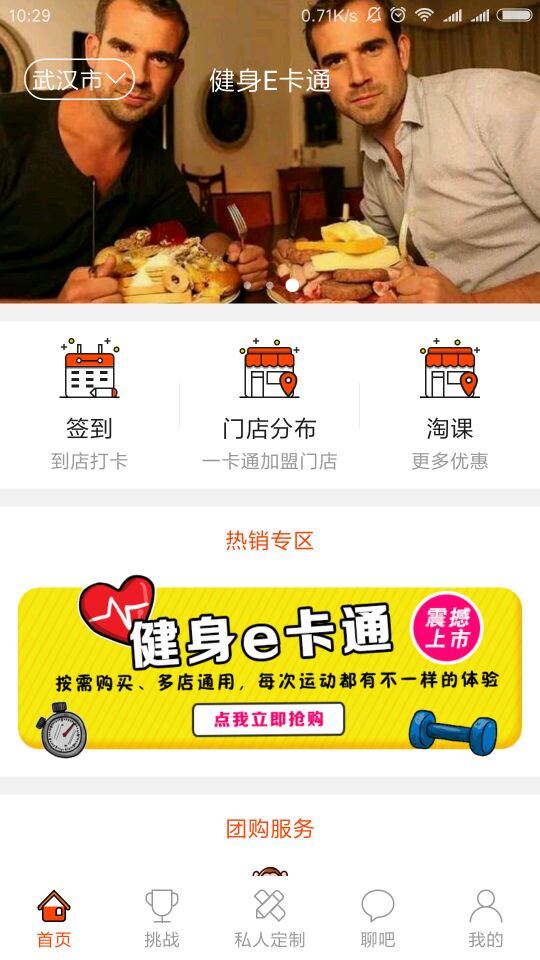 10:29 0.71K/s
武汉市 健身E卡通
签到 门店分布 淘课
到店打卡 一卡通加盟门店 更多优惠
热销专区
健身e卡通 震撼上市
按需购买、多店通用，每次运动都有不一样的体验
点我立即抢购
团购服务
首页 挑战 私人定制 聊吧 我的